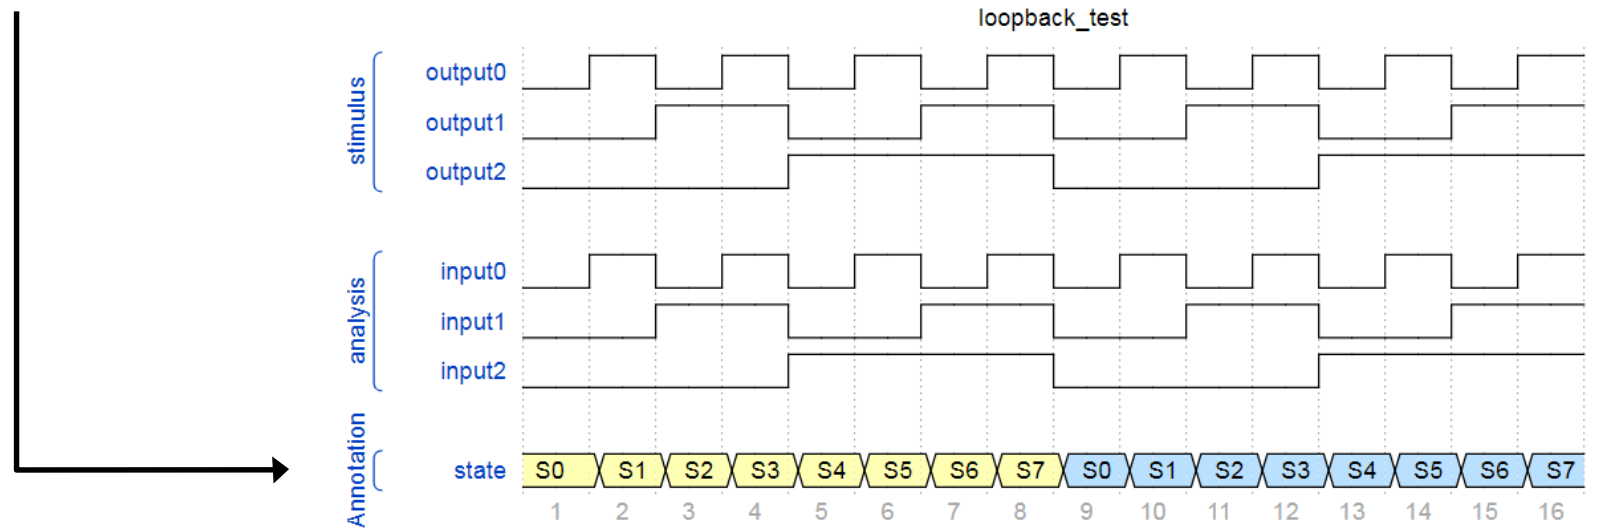 loopback_test
stimulus
output0
output1
output2
analysis
input0
input1
input2
Annotation
state S0 S1 S2 S3 S4 S5 S6 S7 S0 S1 S2 S3 S4 S5 S6 S7
1 2 3 4 5 6 7 8 9 10 11 12 13 14 15 16